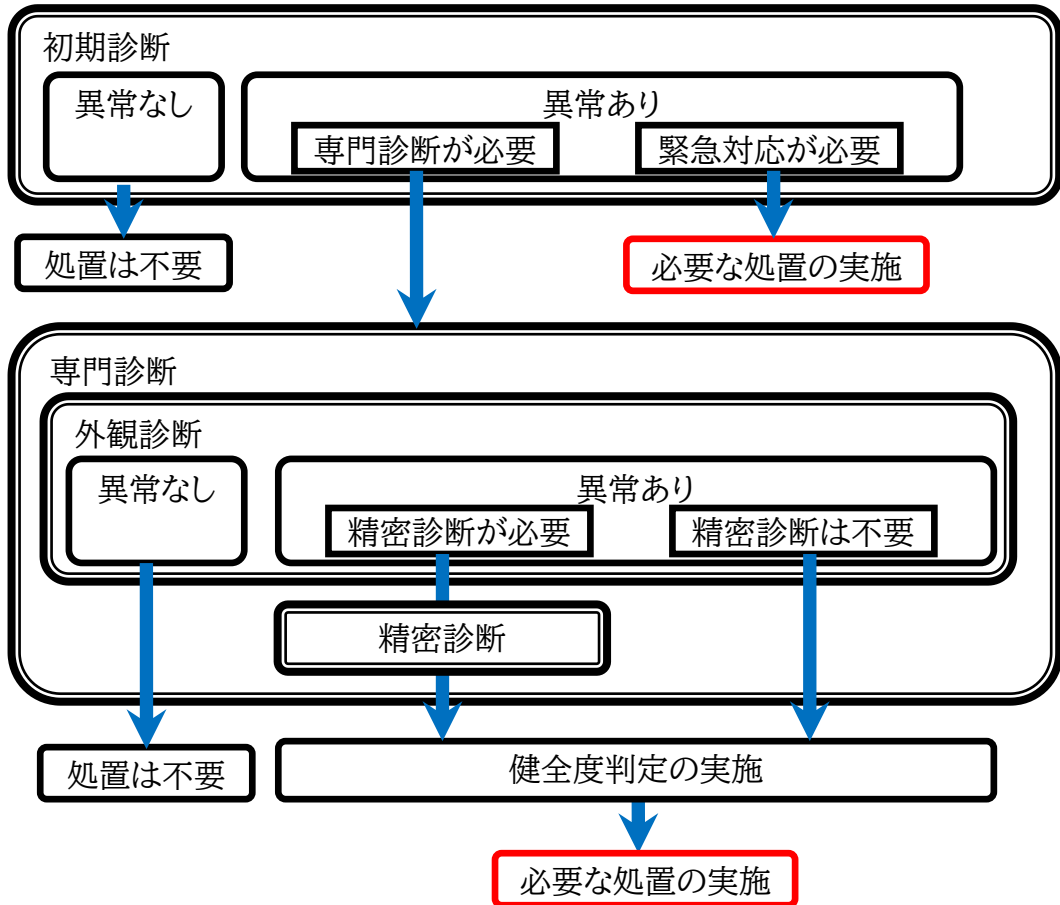 初期診断
異常なし
異常あり
専門診断が必要
緊急対応が必要
処置は不要
必要な処置の実施
専門診断
外観診断
異常なし
異常あり
精密診断が必要
精密診断は不要
精密診断
処置は不要
健全度判定の実施
必要な処置の実施